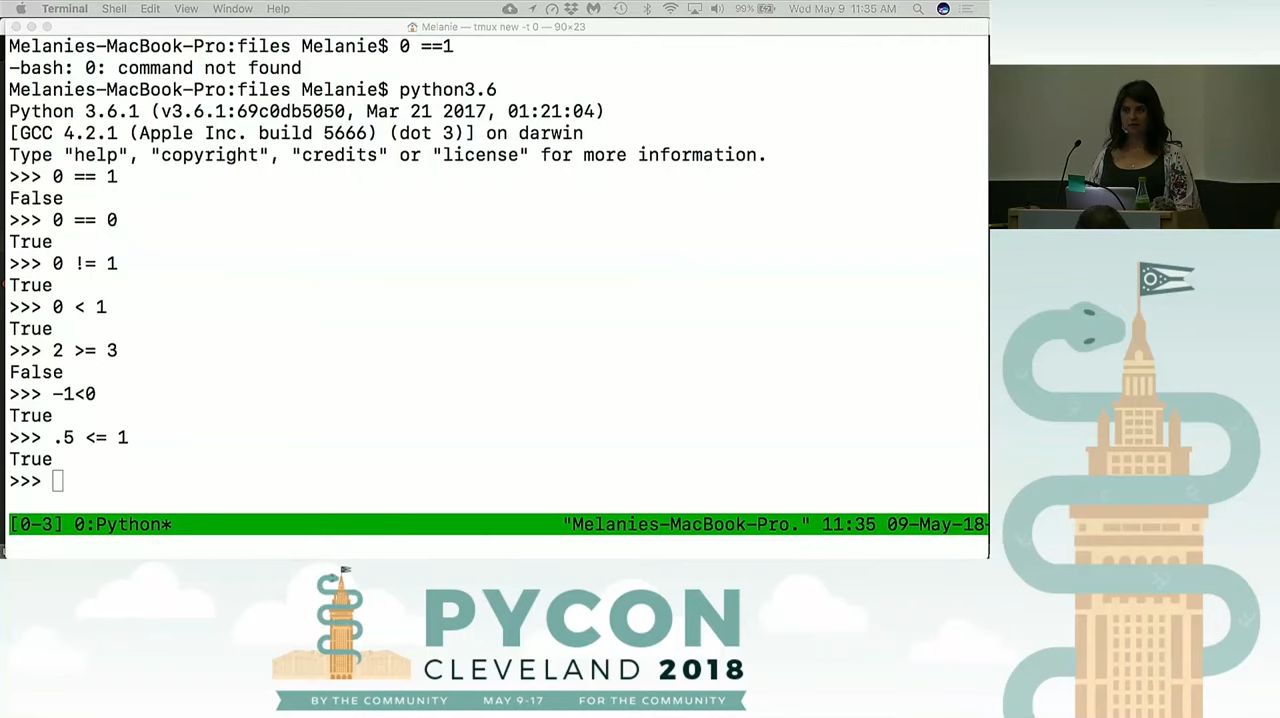 Terminal Shell Edit View Window Help 99% Wed May 9 11:35 AM
Melanie — tmux new -t 0 — 90×23
Melanies-MacBook-Pro:files Melanie$ 0 ==1
-bash: 0: command not found
Melanies-MacBook-Pro:files Melanie$ python3.6
Python 3.6.1 (v3.6.1:69c0db5050, Mar 21 2017, 01:21:04)
[GCC 4.2.1 (Apple Inc. build 5666) (dot 3)] on darwin
Type "help", "copyright", "credits" or "license" for more information.
>>> 0 == 1
False
>>> 0 == 0
True
>>> 0 != 1
True
>>> 0 < 1
True
>>> 2 >= 3
False
>>> -1<0
True
>>> .5 <= 1
True
>>>
[0-3] 0:Python* "Melanies-MacBook-Pro." 11:35 09-May-18
PYCON
CLEVELAND 2018
BY THE COMMUNITY MAY 9-17 FOR THE COMMUNITY